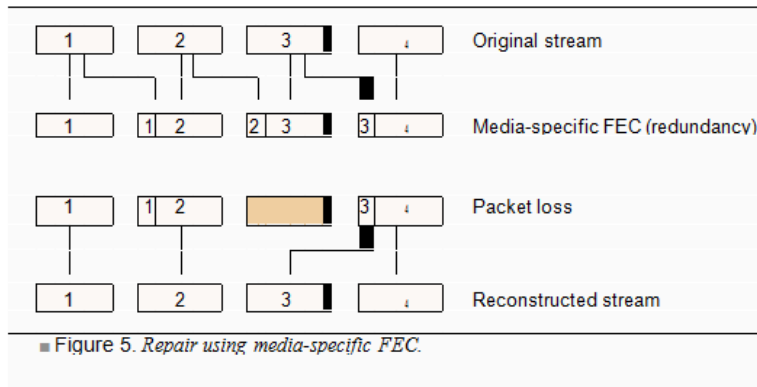 1 2 3 Original stream
1 1 2 2 3 3 Media-specific FEC (redundancy)
1 1 2 3 Packet loss
1 2 3 Reconstructed stream
Figure 5. Repair using media-specific FEC.